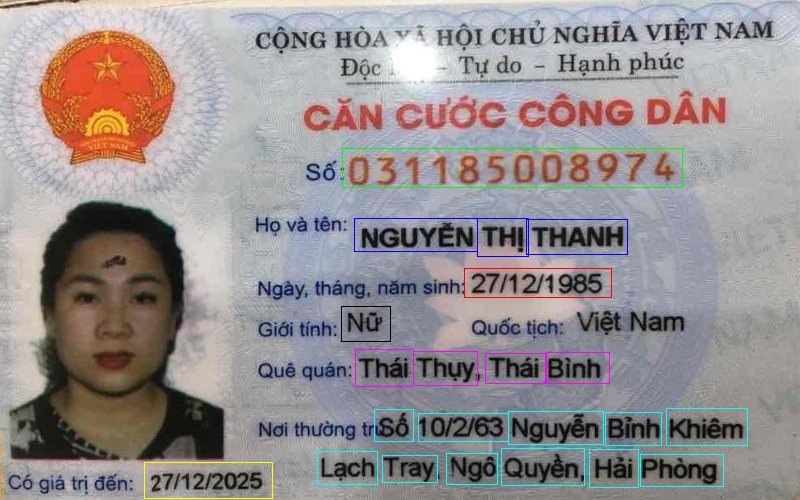 CỘNG HÒA XÃ HỘI CHỦ NGHĨA VIỆT NAM
Độc - Tự do - Hạnh phúc
CĂN CƯỚC CÔNG DÂN
Số: 031185008974
Họ và tên: NGUYỄN THỊ THANH
Ngày, tháng, năm sinh: 27/12/1985
Giới tính: Nữ Quốc tịch: Việt Nam
Quê quán: Thái Thụy, Thái Bình
Nơi thường trú: Số 10/2/63 Nguyễn Bỉnh Khiêm
Lạch Tray, Ngô Quyền, Hải Phòng
Có giá trị đến: 27/12/2025